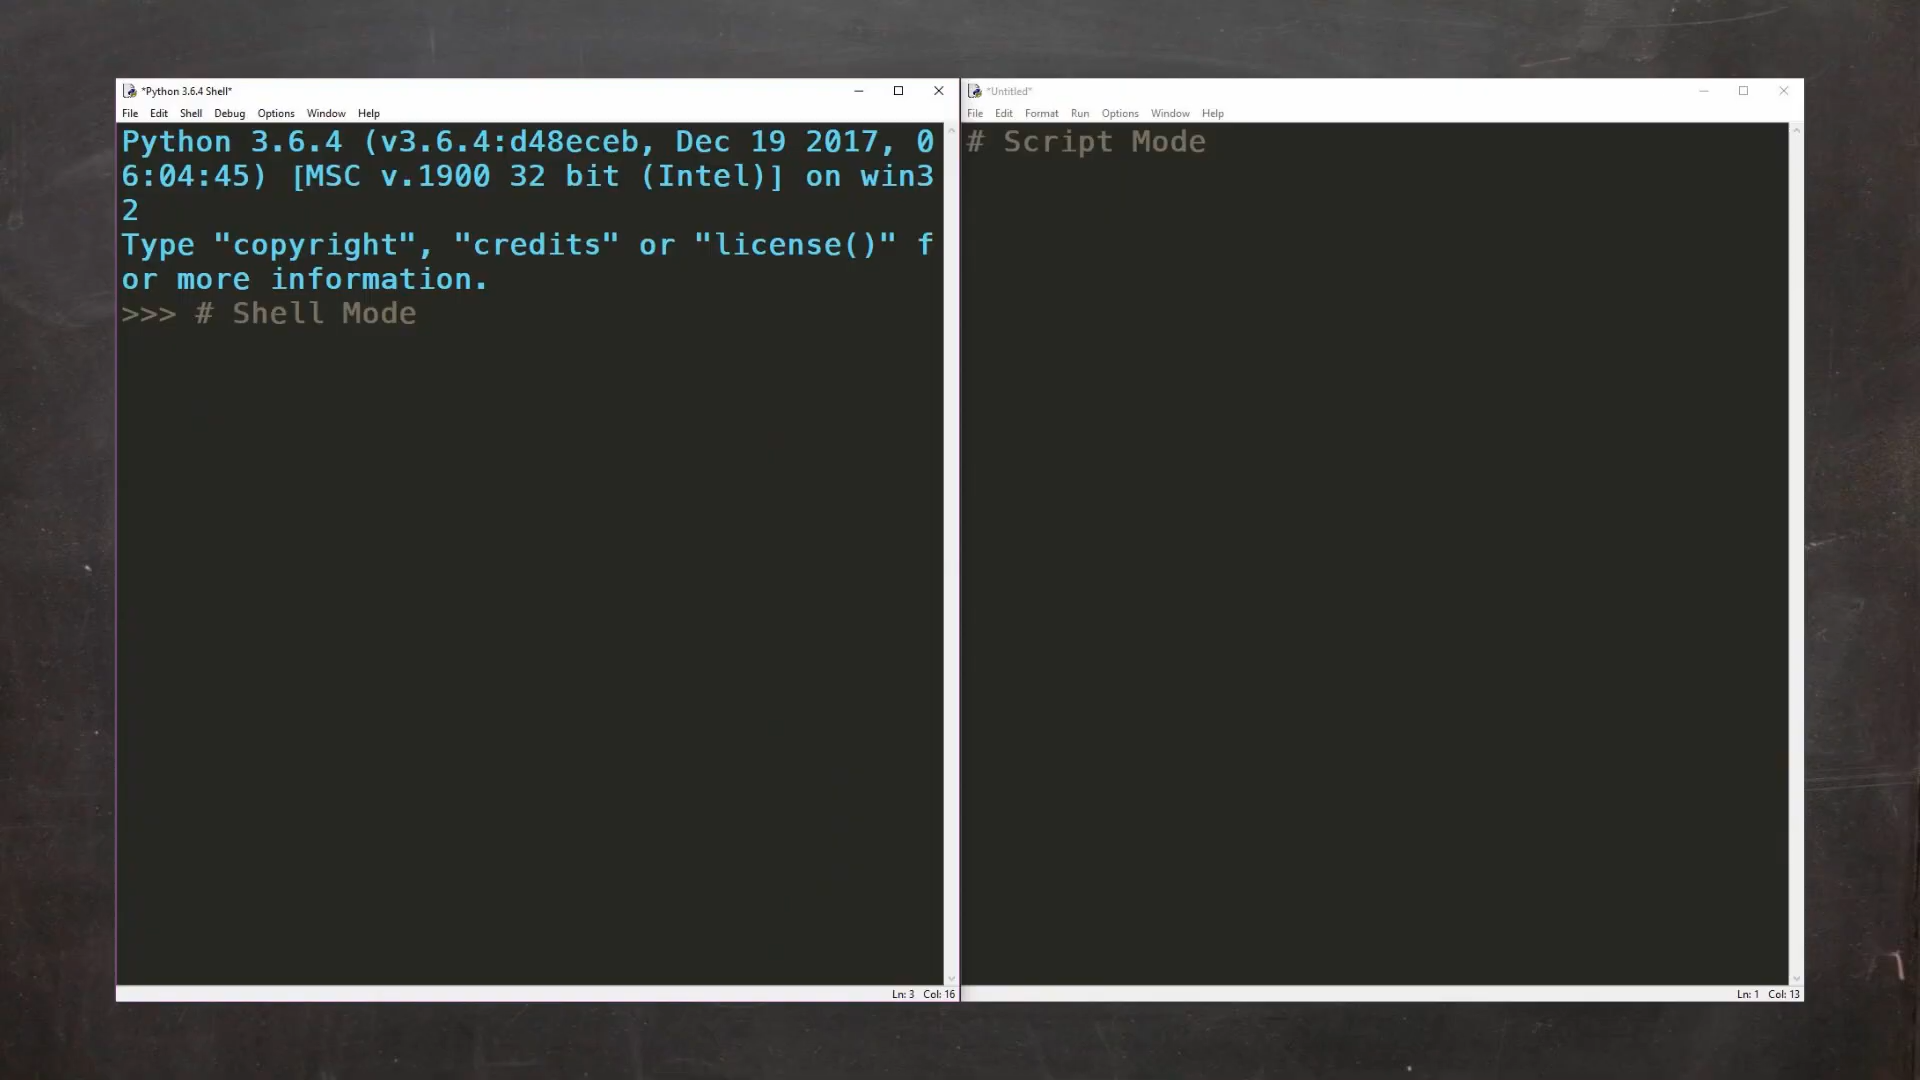 *Python 3.6.4 Shell*
File Edit Shell Debug Options Window Help
Python 3.6.4 (v3.6.4:d48eceb, Dec 19 2017, 0
6:04:45) [MSC v.1900 32 bit (Intel)] on win3
2
Type "copyright", "credits" or "license()" f
or more information.
>>> # Shell Mode
Ln: 3 Col: 16
*Untitled*
File Edit Format Run Options Window Help
# Script Mode
Ln: 1 Col: 13